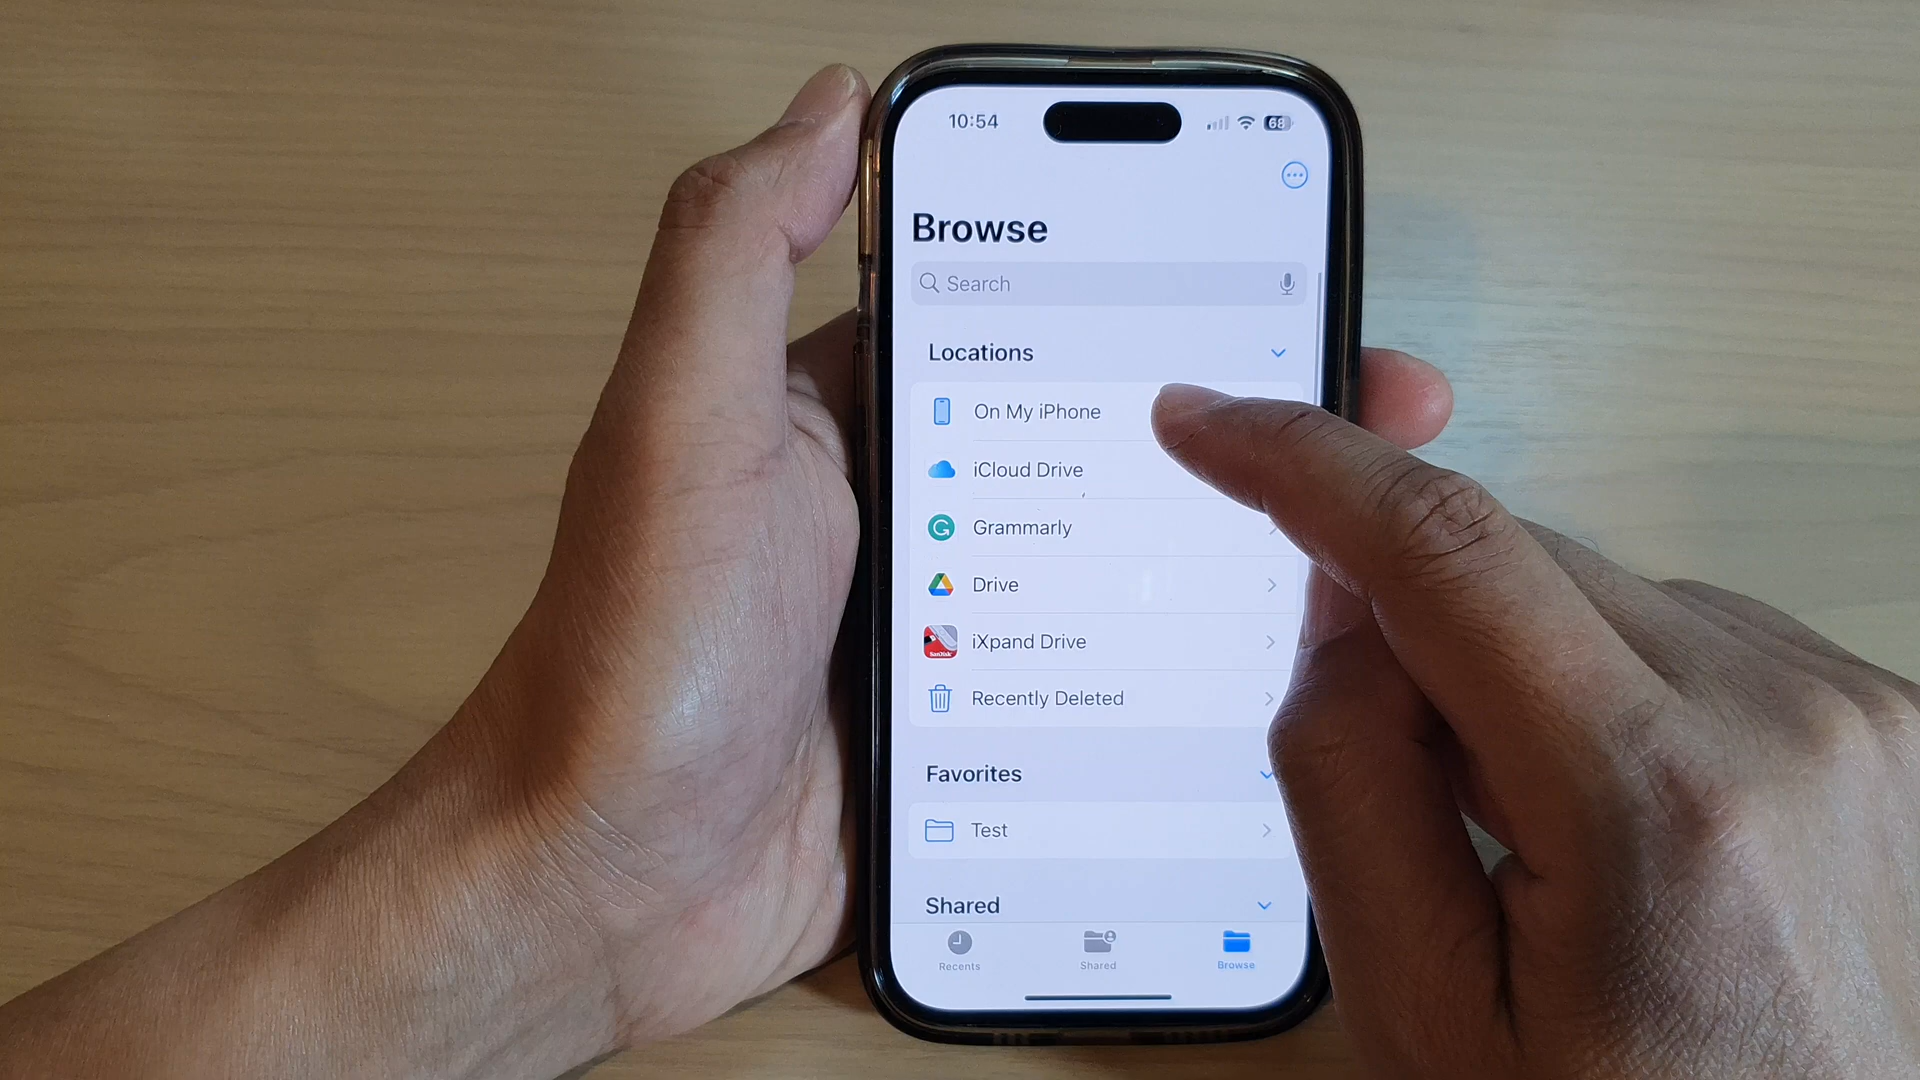 10:54
68
Browse
Search
Locations
On My iPhone
iCloud Drive
Grammarly
Drive
iXpand Drive
SanDisk
Recently Deleted
Favorites
Test
Shared
Recents
Shared
Browse